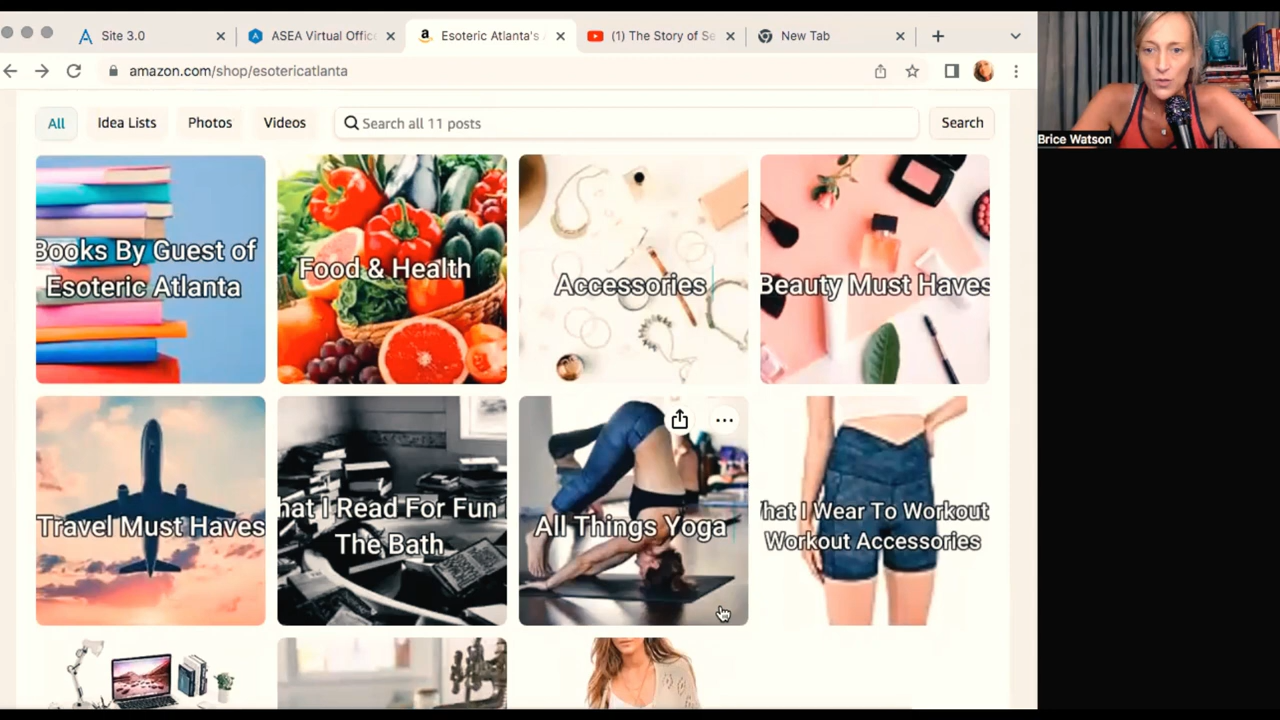 Site 3.0
ASEA Virtual Offic
Esoteric Atlanta's
(1) The Story of Se
New Tab
amazon.com/shop/esotericatlanta
Brice Watson
All
Idea Lists
Photos
Videos
Search all 11 posts
Search
Books By Guest of
Esoteric Atlanta
Food & Health
Accessories
Beauty Must Haves
Travel Must Haves
hat I Read For Fun
The Bath
All Things Yoga
hat I Wear To Workout
Workout Accessories